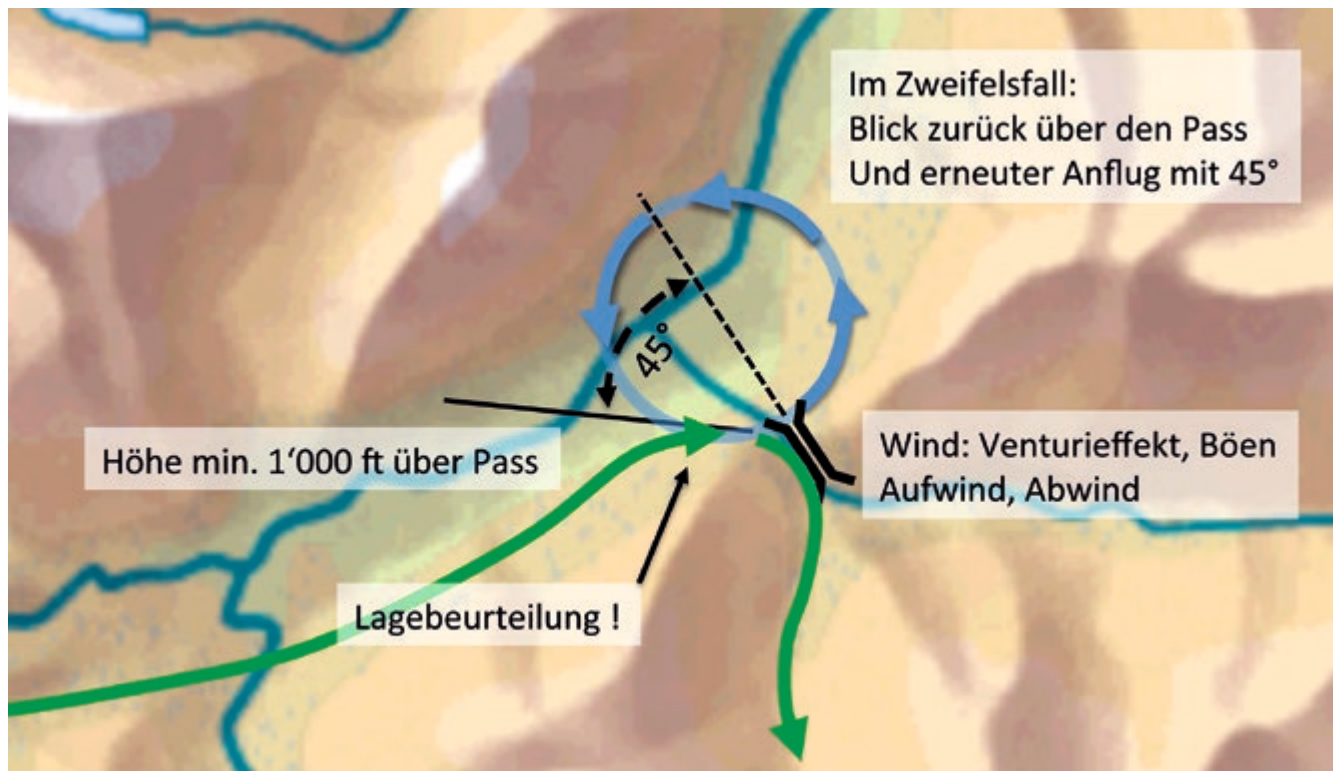 Im Zweifelsfall:
Blick zurück über den Pass
Und erneuter Anflug mit 45°
45°
Höhe min. 1‘000 ft über Pass
Wind: Venturieffekt, Böen
Aufwind, Abwind
Lagebeurteilung !